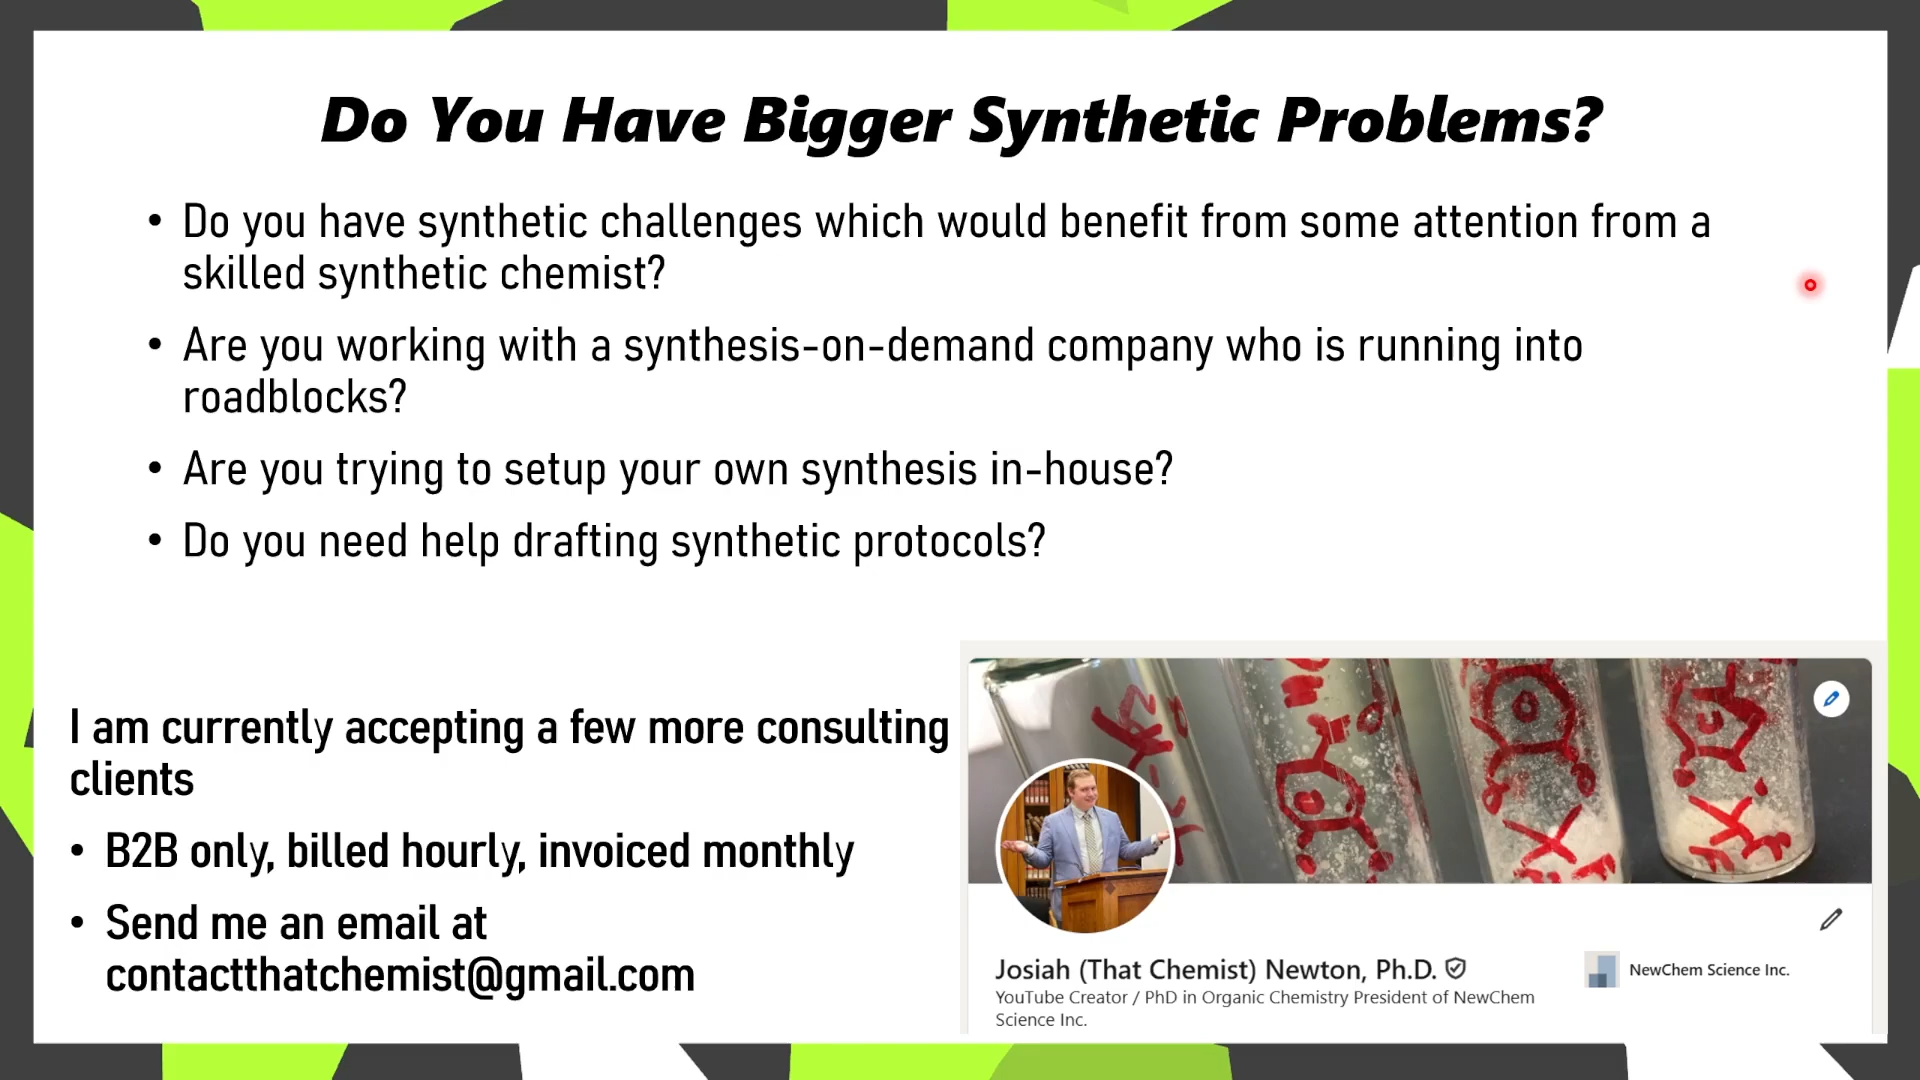 Do You Have Bigger Synthetic Problems?
• Do you have synthetic challenges which would benefit from some attention from a
skilled synthetic chemist?
• Are you working with a synthesis-on-demand company who is running into
roadblocks?
• Are you trying to setup your own synthesis in-house?
• Do you need help drafting synthetic protocols?
I am currently accepting a few more consulting
clients
• B2B only, billed hourly, invoiced monthly
• Send me an email at
contactthatchemist@gmail.com
Josiah (That Chemist) Newton, Ph.D.
YouTube Creator / PhD in Organic Chemistry President of NewChem
Science Inc.
NewChem Science Inc.